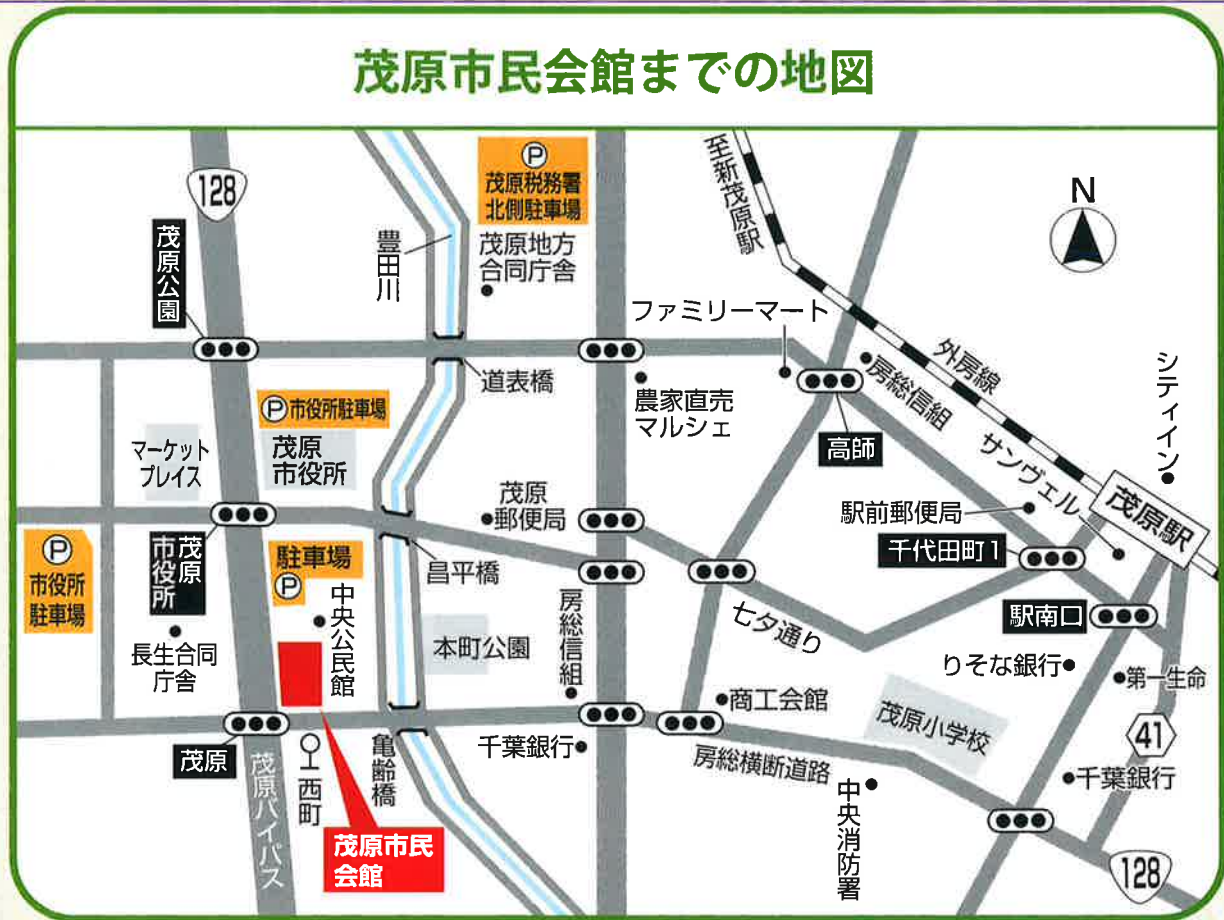 茂原市民会館までの地図
128
茂原公園
豊田川
Ⓟ
茂原税務署
北側駐車場
茂原地方
合同庁舎
至新茂原駅
N
ファミリーマート
外房線
シティイン
房総信組
道表橋
農家直売
マルシェ
高師
サンヴェル
茂原駅
Ⓟ市役所駐車場
茂原
市役所
マーケット
プレイス
茂原
郵便局
駅前郵便局
千代田町1
Ⓟ
市役所
駐車場
茂原
市役所
駐車場
Ⓟ
昌平橋
中央公民館
本町公園
房総信組
七夕通り
駅南口
りそな銀行
第一生命
長生合同
庁舎
商工会館
茂原小学校
41
茂原
茂原バイパス
西町
亀齢橋
千葉銀行
房総横断道路
中央消防署
千葉銀行
茂原市民
会館
128